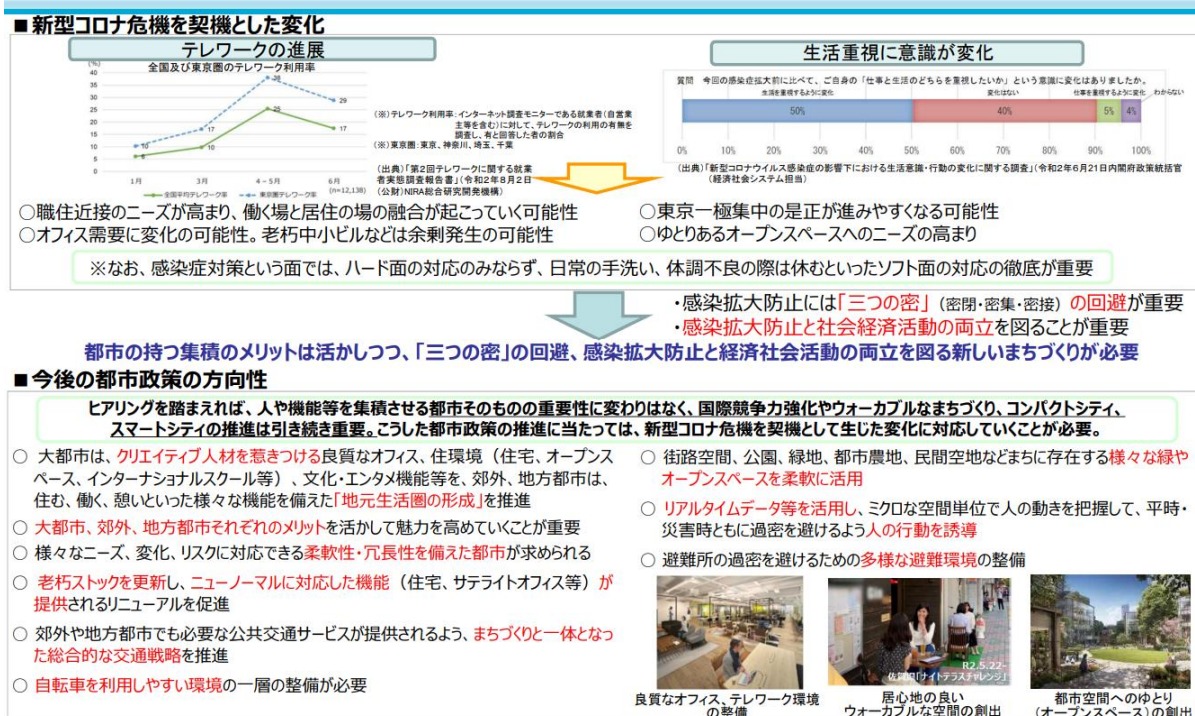 ■新型コロナ危機を契機とした変化
テレワークの進展
全国及び東京圏のテレワーク利用率
(%)
40
35
30
25
20
15
10
5
0
10
17
38
29
6
10
25
17
1月
3月
4～5月
6月
(n=12,138)
全国平均テレワーク率
東京圏テレワーク率
(※)テレワーク利用率:インターネット調査モニターである就業者(自営業
主等を含む)に対して、テレワークの利用の有無を
調査し、有と回答した者の割合
(※)東京圏:東京、神奈川、埼玉、千葉
(出典)「第2回テレワークに関する就業
者実態調査報告書」(令和2年8月2日
(公財)NIRA総合研究開発機構)
生活重視に意識が変化
質問 今回の感染症拡大前に比べて、ご自身の「仕事と生活のどちらを重視したいか」という意識に変化はありましたか。
生活を重視するように変化
変化はない
仕事を重視するように変化
わからない
50%
40%
5%
4%
0%
10%
20%
30%
40%
50%
60%
70%
80%
90%
100%
(出典)「新型コロナウイルス感染症の影響下における生活意識・行動の変化に関する調査」(令和2年6月21日内閣府政策統括官
(経済社会システム担当)
○職住近接のニーズが高まり、働く場と居住の場の融合が起こっていく可能性
○オフィス需要に変化の可能性。老朽中小ビルなどは余剰発生の可能性
○東京一極集中の是正が進みやすくなる可能性
○ゆとりあるオープンスペースへのニーズの高まり
※なお、感染症対策という面では、ハード面の対応のみならず、日常の手洗い、体調不良の際は休むといったソフト面の対応の徹底が重要
・感染拡大防止には「三つの密」(密閉・密集・密接)の回避が重要
・感染拡大防止と社会経済活動の両立を図ることが重要
都市の持つ集積のメリットは活かしつつ、「三つの密」の回避、感染拡大防止と経済社会活動の両立を図る新しいまちづくりが必要
■今後の都市政策の方向性
ヒアリングを踏まえれば、人や機能等を集積させる都市そのものの重要性に変わりはなく、国際競争力強化やウォーカブルなまちづくり、コンパクトシティ、
スマートシティの推進は引き続き重要。こうした都市政策の推進に当たっては、新型コロナ危機を契機として生じた変化に対応していくことが必要。
○ 大都市は、クリエイティブ人材を惹きつける良質なオフィス、住環境(住宅、オープンス
ペース、インターナショナルスクール等)、文化・エンタメ機能等を、郊外、地方都市は、
住む、働く、憩いといった様々な機能を備えた「地元生活圏の形成」を推進
○ 大都市、郊外、地方都市それぞれのメリットを活かして魅力を高めていくことが重要
○ 様々なニーズ、変化、リスクに対応できる柔軟性・冗長性を備えた都市が求められる
○ 老朽ストックを更新し、ニューノーマルに対応した機能(住宅、サテライトオフィス等)が
提供されるリニューアルを促進
○ 郊外や地方都市でも必要な公共交通サービスが提供されるよう、まちづくりと一体となっ
た総合的な交通戦略を推進
○ 自転車を利用しやすい環境の一層の整備が必要
○ 街路空間、公園、緑地、都市農地、民間空地などまちに存在する様々な緑や
オープンスペースを柔軟に活用
○ リアルタイムデータ等を活用し、ミクロな空間単位で人の動きを把握して、平時・
災害時ともに過密を避けるよう人の行動を誘導
○ 避難所の過密を避けるための多様な避難環境の整備
R2.5.22-
佐賀県「ナイトテラスチャレンジ」
良質なオフィス、テレワーク環境
の整備
居心地の良い
ウォーカブルな空間の創出
都市空間へのゆとり
(オープンスペース)の創出